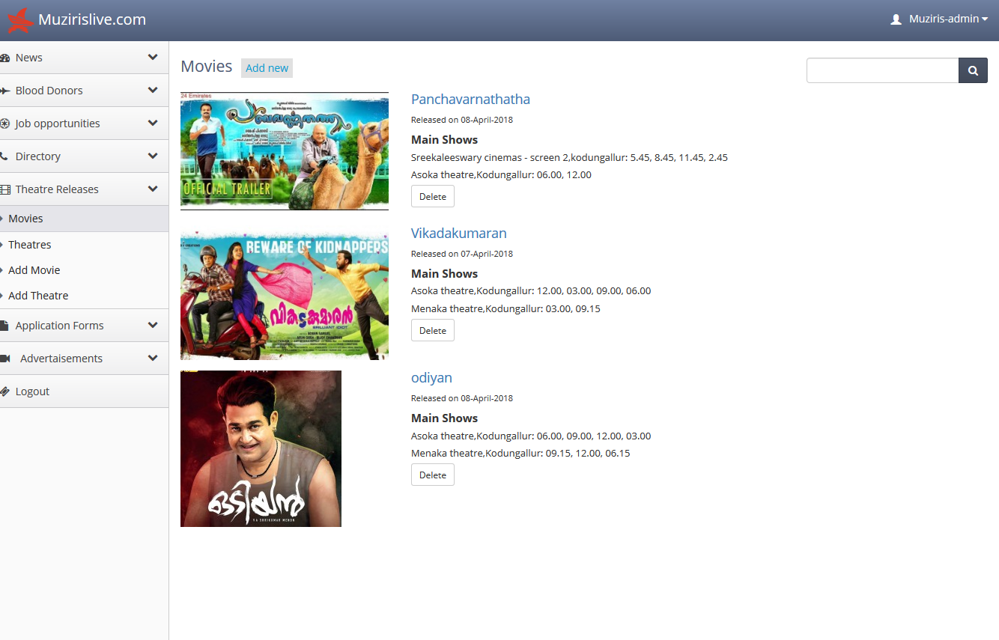 Muzirislive.com
Muziris-admin
News
Blood Donors
Job opportunities
Directory
Theatre Releases
Movies
Theatres
Add Movie
Add Theatre
Application Forms
Advertaisements
Logout
Movies Add new
24 Emirates
പഞ്ചവർണ്ണതത്ത
OFFICIAL TRAILER
Panchavarnathatha
Released on 08-April-2018
Main Shows
Sreekaleeswary cinemas - screen 2,kodungallur: 5.45, 8.45, 11.45, 2.45
Asoka theatre,Kodungallur: 06.00, 12.00
Delete
REWARE OF KIDNAPPERS
വികടകുമാരൻ
BRILLIANT IDIOT
Vikadakumaran
Released on 07-April-2018
Main Shows
Asoka theatre,Kodungallur: 12.00, 03.00, 09.00, 06.00
Menaka theatre,Kodungallur: 03.00, 09.15
Delete
ഒടിയൻ
V A SHRIKUMAR MENON
odiyan
Released on 08-April-2018
Main Shows
Asoka theatre,Kodungallur: 06.00, 09.00, 12.00, 03.00
Menaka theatre,Kodungallur: 09.15, 12.00, 06.15
Delete